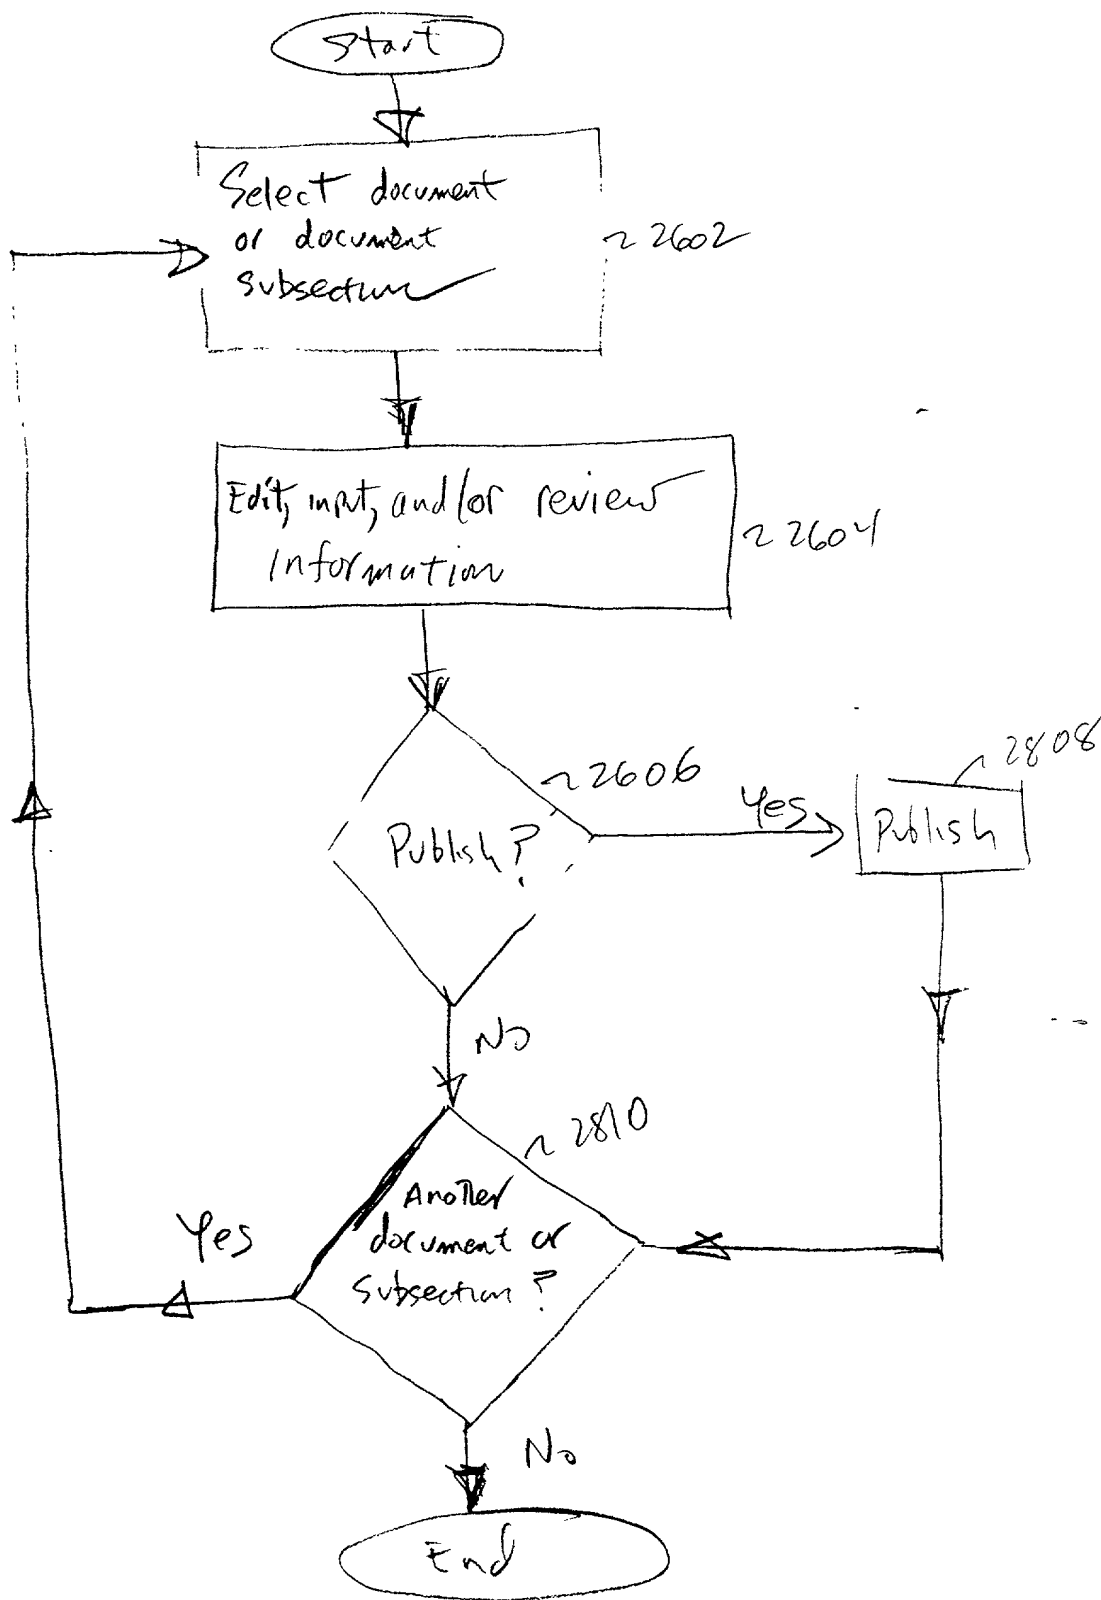 Start
Select document
or document
subsection
~2602
Edit, input, and/or review
information
~2604
~2606
Publish?
Yes
~2808
Publish
No
~2810
Another
document or
subsection?
Yes
No
End